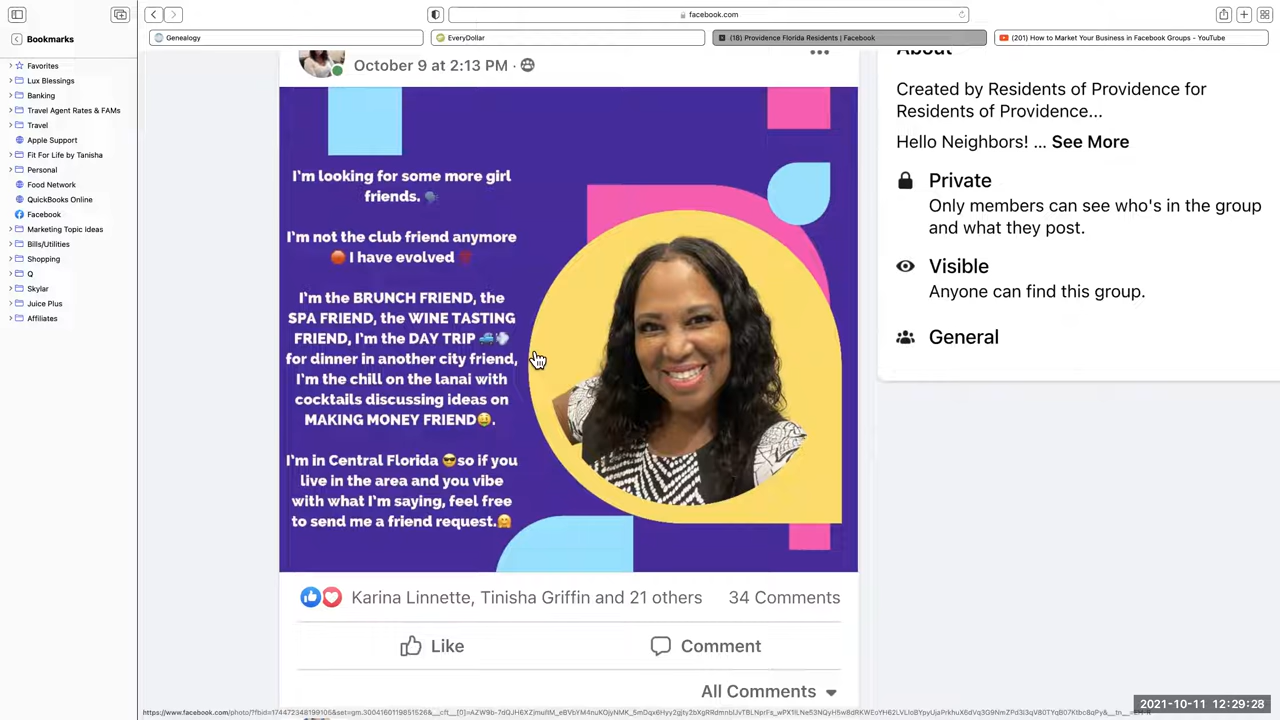 facebook.com
Bookmarks
Genealogy
EveryDollar
(18) Providence Florida Residents | Facebook
(201) How to Market Your Business in Facebook Groups - YouTube
Favorites
Lux Blessings
Banking
Travel Agent Rates & FAMs
Travel
Apple Support
Fit For Life by Tanisha
Personal
Food Network
QuickBooks Online
Facebook
Marketing Topic Ideas
Bills/Utilities
Shopping
Q
Skylar
Juice Plus
Affiliates
October 9 at 2:13 PM ·
I'm looking for some more girl
friends. 🗣
I'm not the club friend anymore
🛑 I have evolved
I'm the BRUNCH FRIEND, the
SPA FRIEND, the WINE TASTING
FRIEND, I'm the DAY TRIP 🚙💨
for dinner in another city friend,
I'm the chill on the lanai with
cocktails discussing ideas on
MAKING MONEY FRIEND😝.
I'm in Central Florida 😎so if you
live in the area and you vibe
with what I'm saying, feel free
to send me a friend request.🤗
Karina Linnette, Tinisha Griffin and 21 others
34 Comments
Like
Comment
All Comments
About
Created by Residents of Providence for
Residents of Providence...
Hello Neighbors! ... See More
Private
Only members can see who's in the group
and what they post.
Visible
Anyone can find this group.
General
2021-10-11 12:29:28